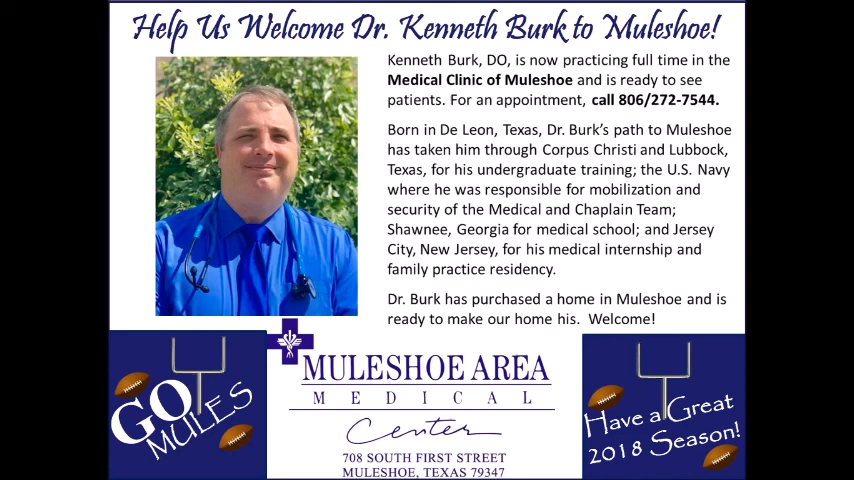 Help Us Welcome Dr. Kenneth Burk to Muleshoe!
Kenneth Burk, DO, is now practicing full time in the
Medical Clinic of Muleshoe and is ready to see
patients. For an appointment, call 806/272-7544.
Born in De Leon, Texas, Dr. Burk's path to Muleshoe
has taken him through Corpus Christi and Lubbock,
Texas, for his undergraduate training; the U.S. Navy
where he was responsible for mobilization and
security of the Medical and Chaplain Team;
Shawnee, Georgia for medical school; and Jersey
City, New Jersey, for his medical internship and
family practice residency.
Dr. Burk has purchased a home in Muleshoe and is
ready to make our home his. Welcome!
GO
MULES
MULESHOE AREA
MEDICAL
Center
708 SOUTH FIRST STREET
MULESHOE, TEXAS 79347
Have a Great
2018 Season!